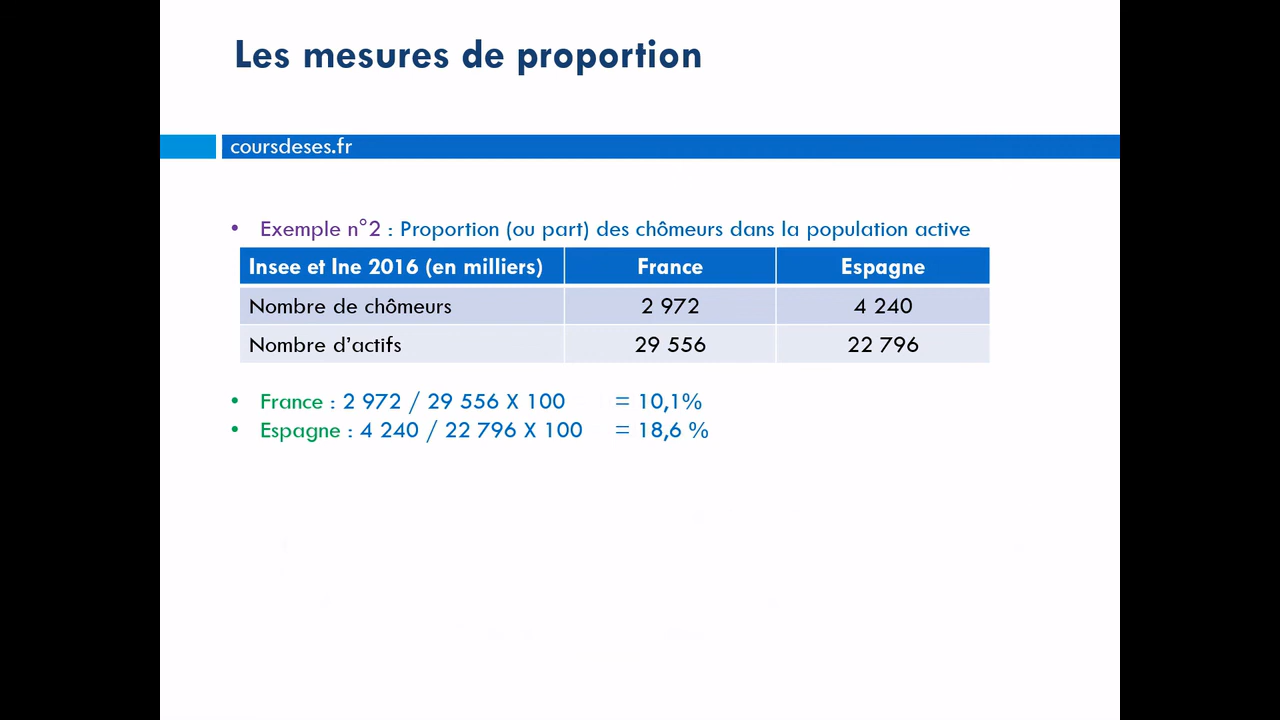 Les mesures de proportion
coursdeses.fr
• Exemple n°2 : Proportion (ou part) des chômeurs dans la population active
Insee et Ine 2016 (en milliers) France Espagne
Nombre de chômeurs 2 972 4 240
Nombre d'actifs 29 556 22 796
• France : 2 972 / 29 556 X 100 = 10,1%
• Espagne : 4 240 / 22 796 X 100 = 18,6 %